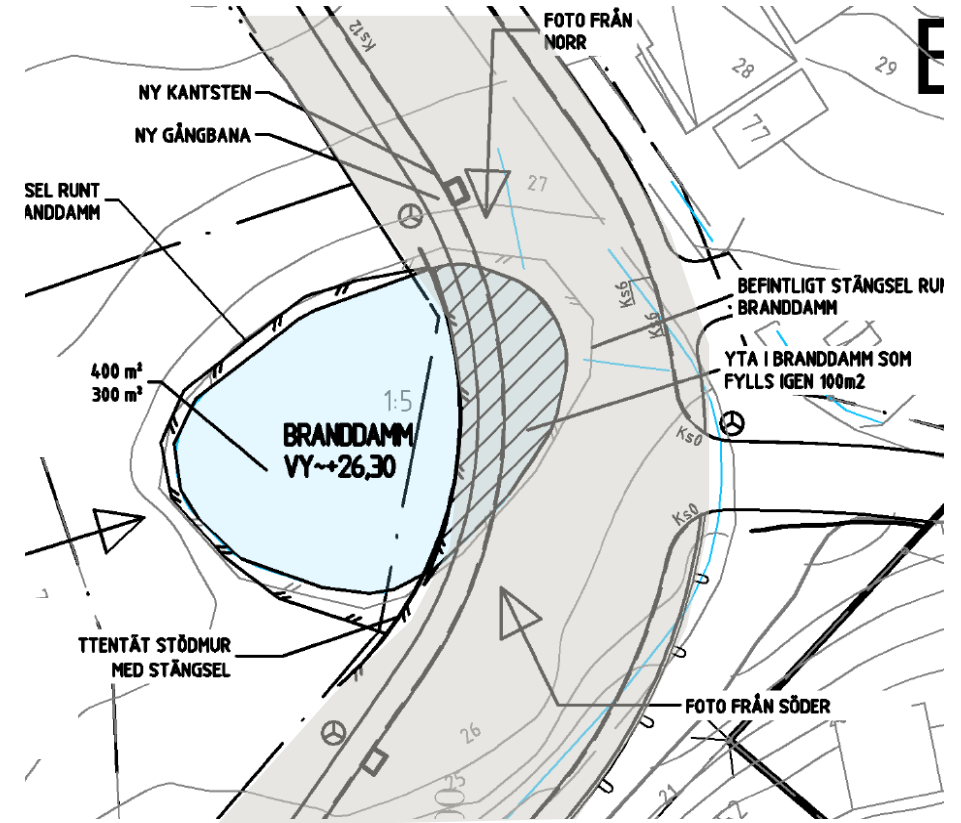 FOTO FRÅN
NORR
Ks12
28
29
E
77
NY KANTSTEN
NY GÅNGBANA
27
SEL RUNT
ANDDAMM
Ks6
Ks6
BEFINTLIGT STÄNGSEL RUN
BRANDDAMM
YTA I BRANDDAMM SOM
FYLLS IGEN 100m2
400 m²
300 m²
1:5
BRANDDAMM
VY~+26,30
Ks0
Ks0
TTENTÄT STÖDMUR
MED STÄNGSEL
FOTO FRÅN SÖDER
26
25
21